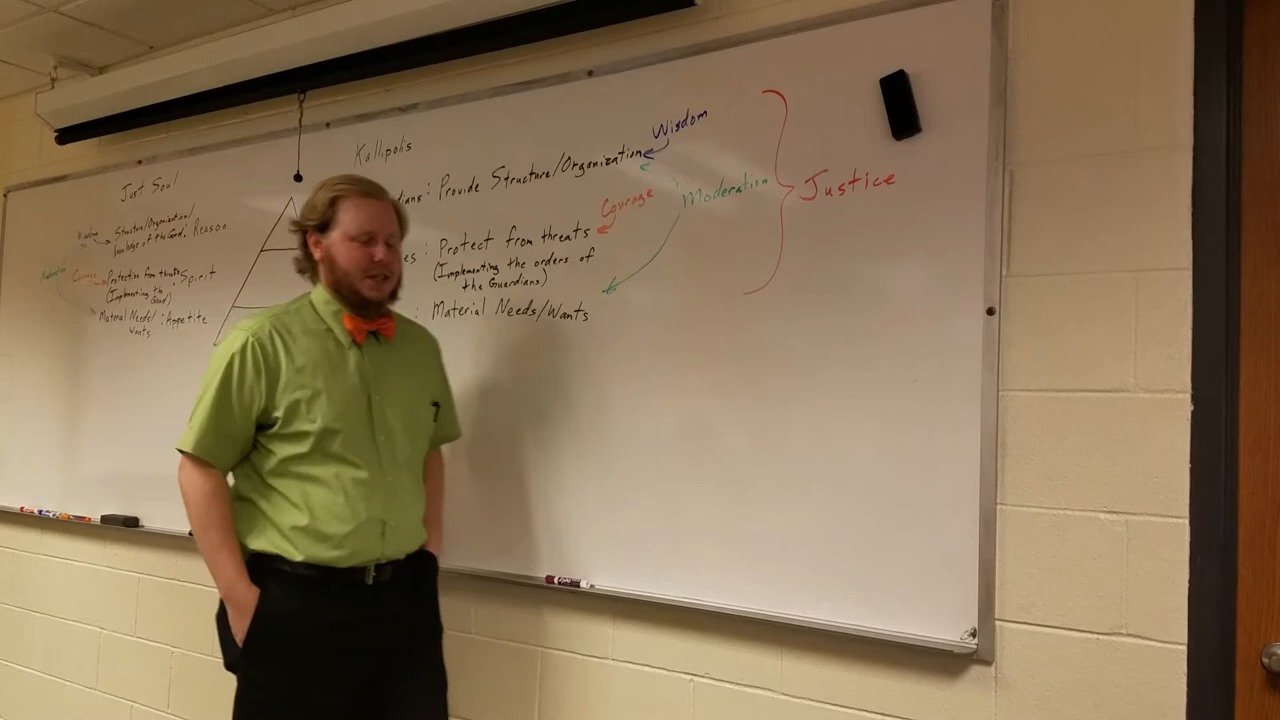 Just Soul
Wisdom
Structure/Organization/
Knowledge of the Good: Reason
Moderation
Courage
Protection from threats: Spirit
(Implementing the
Good)
Material Needs/ : Appetite
Wants
Kallipolis
dians: Provide Structure/Organization
Wisdom
es: Protect from threats
(Implementing the orders of
the Guardians)
Courage
: Material Needs/Wants
Moderation
Justice